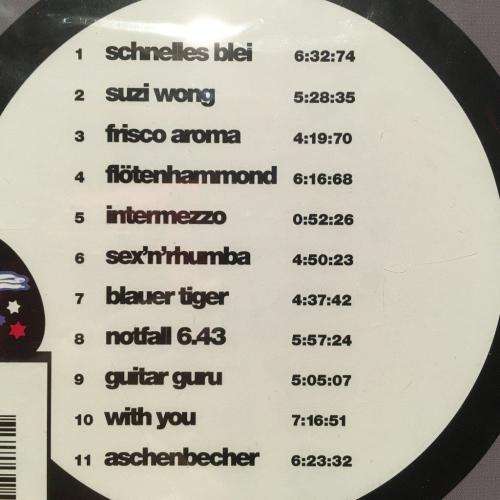 1 schnelles blei 6:32:74
2 suzi wong 5:28:35
3 frisco aroma 4:19:70
4 flötenhammond 6:16:68
5 intermezzo 0:52:26
6 sex'n'rhumba 4:50:23
7 blauer tiger 4:37:42
8 notfall 6.43 5:57:24
9 guitar guru 5:05:07
10 with you 7:16:51
11 aschenbecher 6:23:32